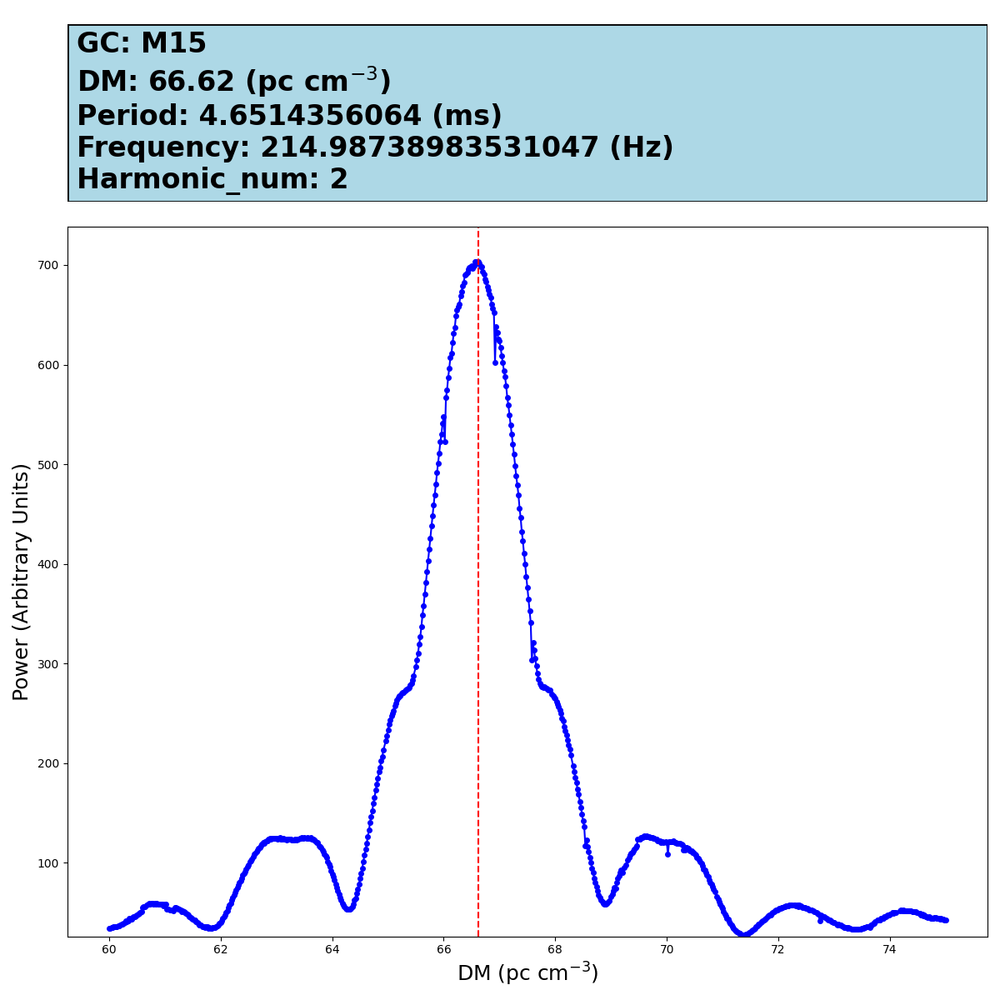 GC: M15
DM: 66.62 (pc cm⁻³)
Period: 4.6514356064 (ms)
Frequency: 214.98738983531047 (Hz)
Harmonic_num: 2
700
600
500
400
300
200
100
Power (Arbitrary Units)
60 62 64 66 68 70 72 74
DM (pc cm⁻³)